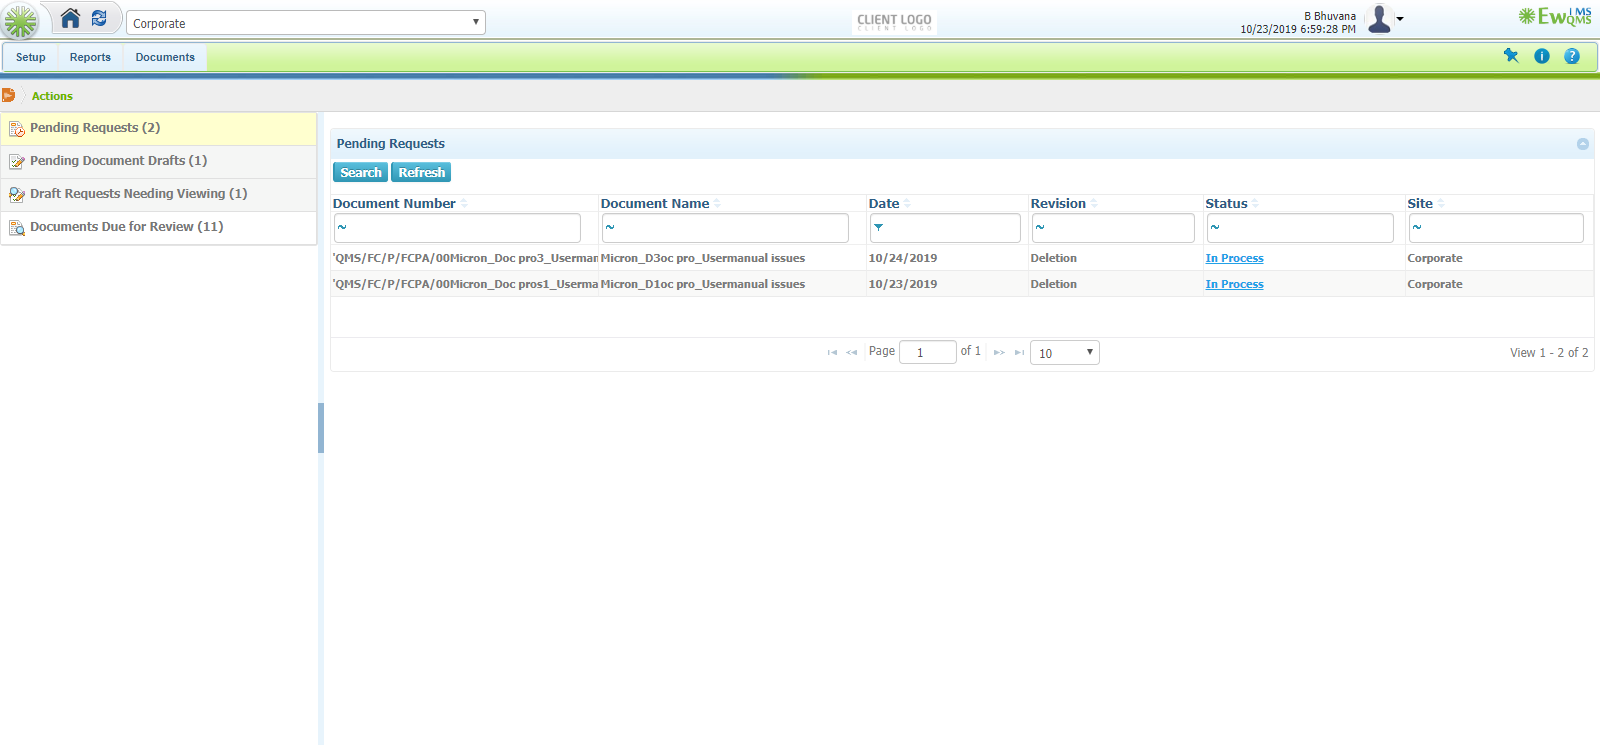 Corporate
CLIENT LOGO
CLIENT LOGO
B Bhuvana
10/23/2019 6:59:28 PM
EwQMS
IMS
Setup Reports Documents
Actions
Pending Requests (2)
Pending Document Drafts (1)
Draft Requests Needing Viewing (1)
Documents Due for Review (11)
Pending Requests
Search Refresh
Document Number Document Name Date Revision Status Site
~ ~ ~ ~ ~
'QMS/FC/P/FCPA/00Micron_Doc pro3_Userman Micron_D3oc pro_Usermanual issues 10/24/2019 Deletion In Process Corporate
'QMS/FC/P/FCPA/00Micron_Doc pros1_Userma Micron_D1oc pro_Usermanual issues 10/23/2019 Deletion In Process Corporate
Page 1 of 1 10 View 1 - 2 of 2